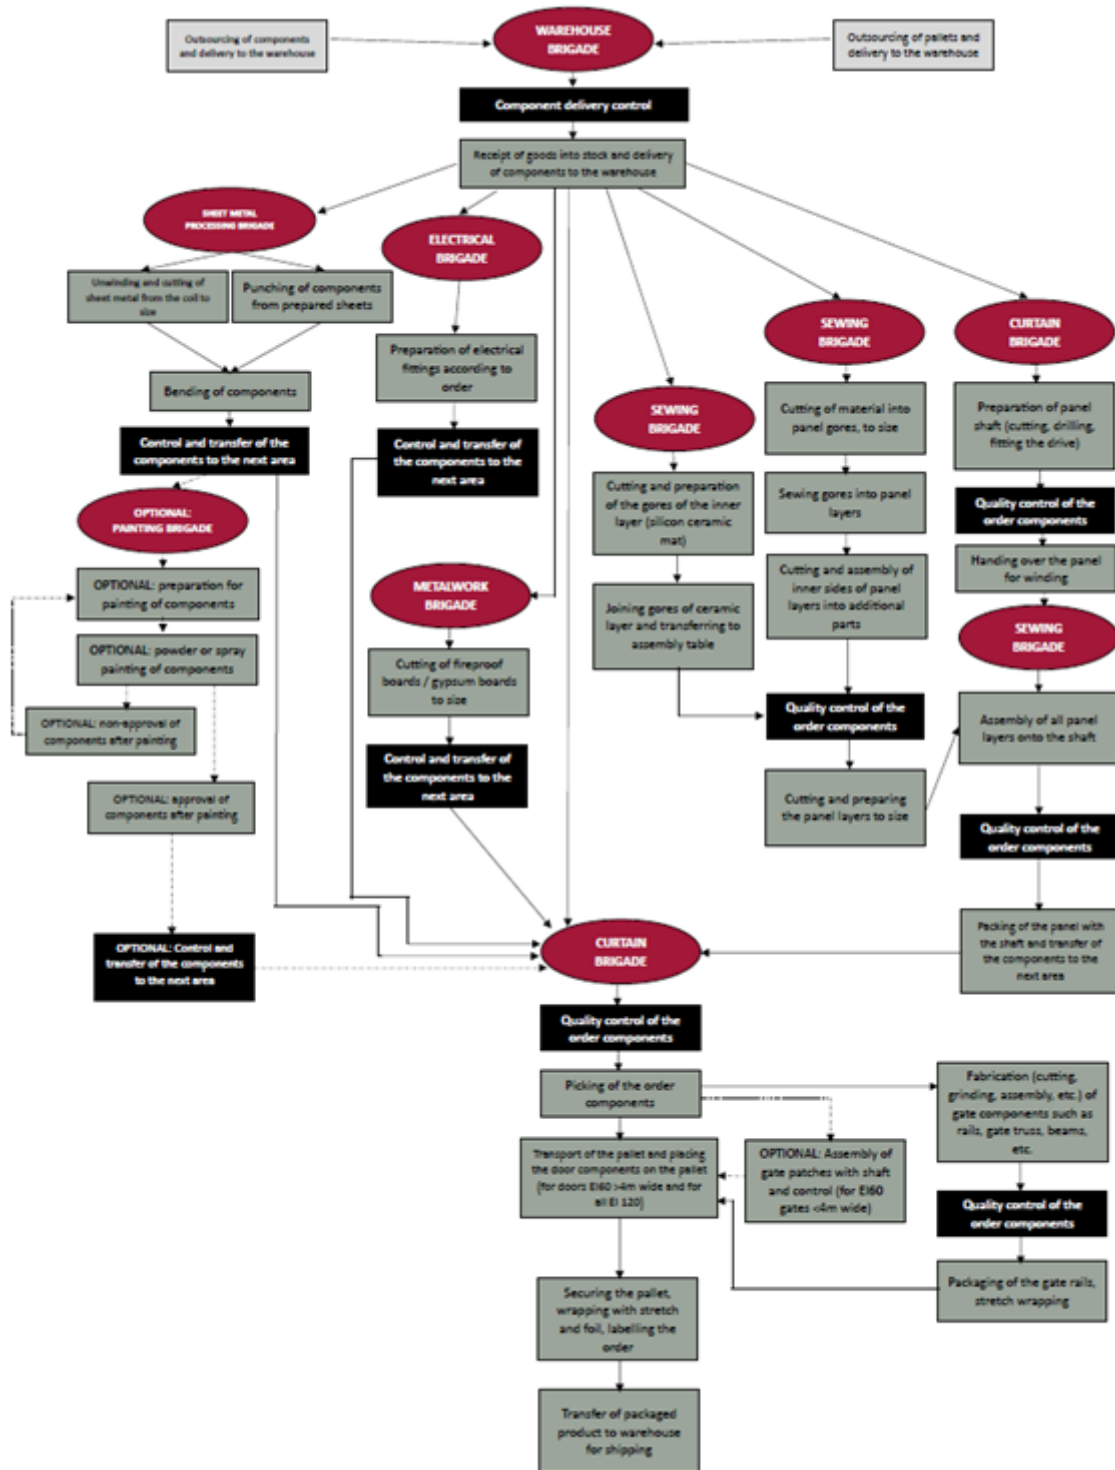 Outsourcing of components
and delivery to the warehouse
WAREHOUSE
BRIGADE
Outsourcing of pallets and
delivery to the warehouse
Component delivery control
Receipt of goods into stock and delivery
of components to the warehouse
SHEET METAL
PROCESSING BRIGADE
ELECTRICAL
BRIGADE
Unwinding and cutting of
sheet metal from the coil to
size
Punching of components
from prepared sheets
SEWING
BRIGADE
CURTAIN
BRIGADE
Preparation of electrical
fittings according to
order
Bending of components
SEWING
BRIGADE
Cutting of material into
panel gores, to size
Preparation of panel
shaft (cutting, drilling,
fitting the drive)
Control and transfer of the
components to the next area
Control and transfer of
the components to the
next area
Cutting and preparation
of the gores of the inner
layer (silicon ceramic
mat)
Sewing gores into panel
layers
Quality control of the
order components
OPTIONAL:
PAINTING BRIGADE
Handing over the panel
for winding
OPTIONAL: preparation for
painting of components
METALWORK
BRIGADE
Joining gores of ceramic
layer and transferring to
assembly table
Cutting and assembly of
inner sides of panel
layers into additional
parts
SEWING
BRIGADE
OPTIONAL: powder or spray
painting of components
Cutting of fireproof
boards / gypsum boards
to size
OPTIONAL: non-approval of
components after painting
Quality control of the
order components
Assembly of all panel
layers onto the shaft
Control and transfer of
the components to the
next area
OPTIONAL: approval of
components after painting
Cutting and preparing
the panel layers to size
Quality control of the
order components
OPTIONAL: Control and
transfer of the components
to the next area
CURTAIN
BRIGADE
Packing of the panel with
the shaft and transfer of
the components to the
next area
Quality control of the
order components
Picking of the order
components
Fabrication (cutting,
grinding, assembly, etc.) of
gate components such as
rails, gate truss, beams,
etc.
Transport of the pallet and placing
the door components on the pallet
(for doors EI60 >4m wide and for
all EI 120)
OPTIONAL: Assembly of
gate patches with shaft
and control (for EI60
gates <4m wide)
Quality control of the
order components
Packaging of the gate rails,
stretch wrapping
Securing the pallet,
wrapping with stretch
and foil, labelling the
order
Transfer of packaged
product to warehouse
for shipping